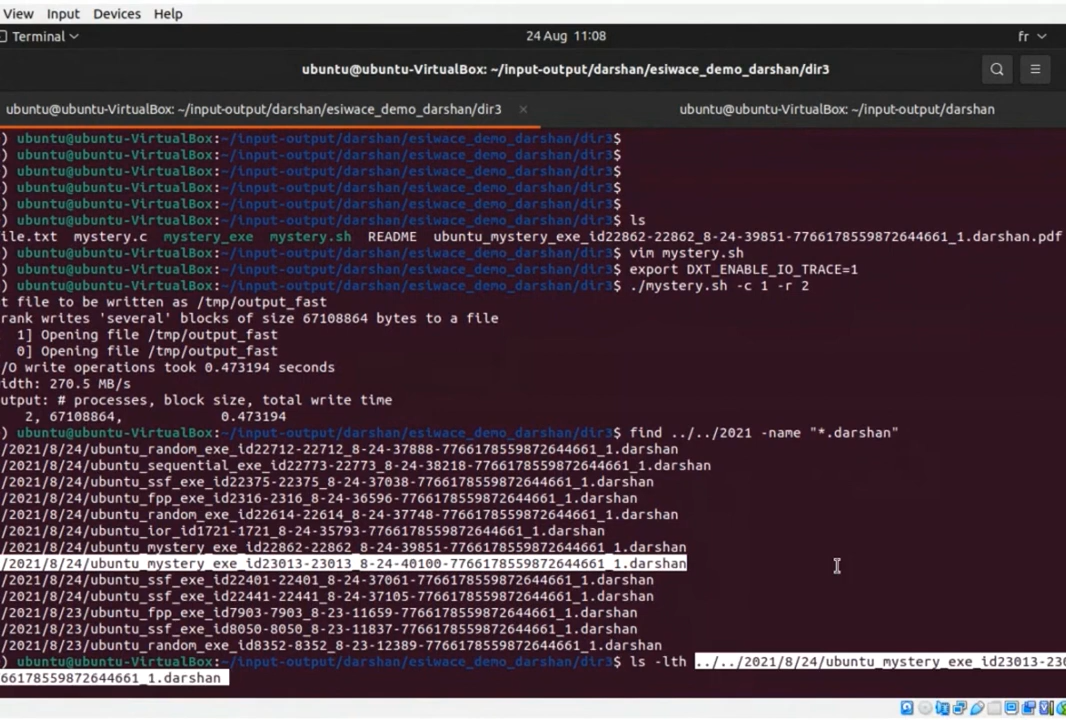 View Input Devices Help
Terminal 24 Aug 11:08 fr
ubuntu@ubuntu-VirtualBox: ~/input-output/darshan/esiwace_demo_darshan/dir3
ubuntu@ubuntu-VirtualBox: ~/input-output/darshan/esiwace_demo_darshan/dir3 × ubuntu@ubuntu-VirtualBox: ~/input-output/darshan
) ubuntu@ubuntu-VirtualBox:~/input-output/darshan/esiwace_demo_darshan/dir3$
) ubuntu@ubuntu-VirtualBox:~/input-output/darshan/esiwace_demo_darshan/dir3$
) ubuntu@ubuntu-VirtualBox:~/input-output/darshan/esiwace_demo_darshan/dir3$
) ubuntu@ubuntu-VirtualBox:~/input-output/darshan/esiwace_demo_darshan/dir3$
) ubuntu@ubuntu-VirtualBox:~/input-output/darshan/esiwace_demo_darshan/dir3$
) ubuntu@ubuntu-VirtualBox:~/input-output/darshan/esiwace_demo_darshan/dir3$ ls
ile.txt mystery.c mystery_exe mystery.sh README ubuntu_mystery_exe_id22862-22862_8-24-39851-7766178559872644661_1.darshan.pdf
) ubuntu@ubuntu-VirtualBox:~/input-output/darshan/esiwace_demo_darshan/dir3$ vim mystery.sh
) ubuntu@ubuntu-VirtualBox:~/input-output/darshan/esiwace_demo_darshan/dir3$ export DXT_ENABLE_IO_TRACE=1
) ubuntu@ubuntu-VirtualBox:~/input-output/darshan/esiwace_demo_darshan/dir3$ ./mystery.sh -c 1 -r 2
t file to be written as /tmp/output_fast
rank writes 'several' blocks of size 67108864 bytes to a file
1] Opening file /tmp/output_fast
0] Opening file /tmp/output_fast
/O write operations took 0.473194 seconds
idth: 270.5 MB/s
utput: # processes, block size, total write time
2, 67108864, 0.473194
) ubuntu@ubuntu-VirtualBox:~/input-output/darshan/esiwace_demo_darshan/dir3$ find ../../2021 -name "*.darshan"
/2021/8/24/ubuntu_random_exe_id22712-22712_8-24-37888-7766178559872644661_1.darshan
/2021/8/24/ubuntu_sequential_exe_id22773-22773_8-24-38218-7766178559872644661_1.darshan
/2021/8/24/ubuntu_ssf_exe_id22375-22375_8-24-37038-7766178559872644661_1.darshan
/2021/8/24/ubuntu_fpp_exe_id2316-2316_8-24-36596-7766178559872644661_1.darshan
/2021/8/24/ubuntu_random_exe_id22614-22614_8-24-37748-7766178559872644661_1.darshan
/2021/8/24/ubuntu_ior_id1721-1721_8-24-35793-7766178559872644661_1.darshan
/2021/8/24/ubuntu_mystery_exe_id22862-22862_8-24-39851-7766178559872644661_1.darshan
/2021/8/24/ubuntu_mystery_exe_id23013-23013_8-24-40100-7766178559872644661_1.darshan
/2021/8/24/ubuntu_ssf_exe_id22401-22401_8-24-37061-7766178559872644661_1.darshan
/2021/8/24/ubuntu_ssf_exe_id22441-22441_8-24-37105-7766178559872644661_1.darshan
/2021/8/23/ubuntu_fpp_exe_id7903-7903_8-23-11659-7766178559872644661_1.darshan
/2021/8/23/ubuntu_ssf_exe_id8050-8050_8-23-11837-7766178559872644661_1.darshan
/2021/8/23/ubuntu_random_exe_id8352-8352_8-23-12389-7766178559872644661_1.darshan
) ubuntu@ubuntu-VirtualBox:~/input-output/darshan/esiwace_demo_darshan/dir3$ ls -lth ../../2021/8/24/ubuntu_mystery_exe_id23013-230
66178559872644661_1.darshan